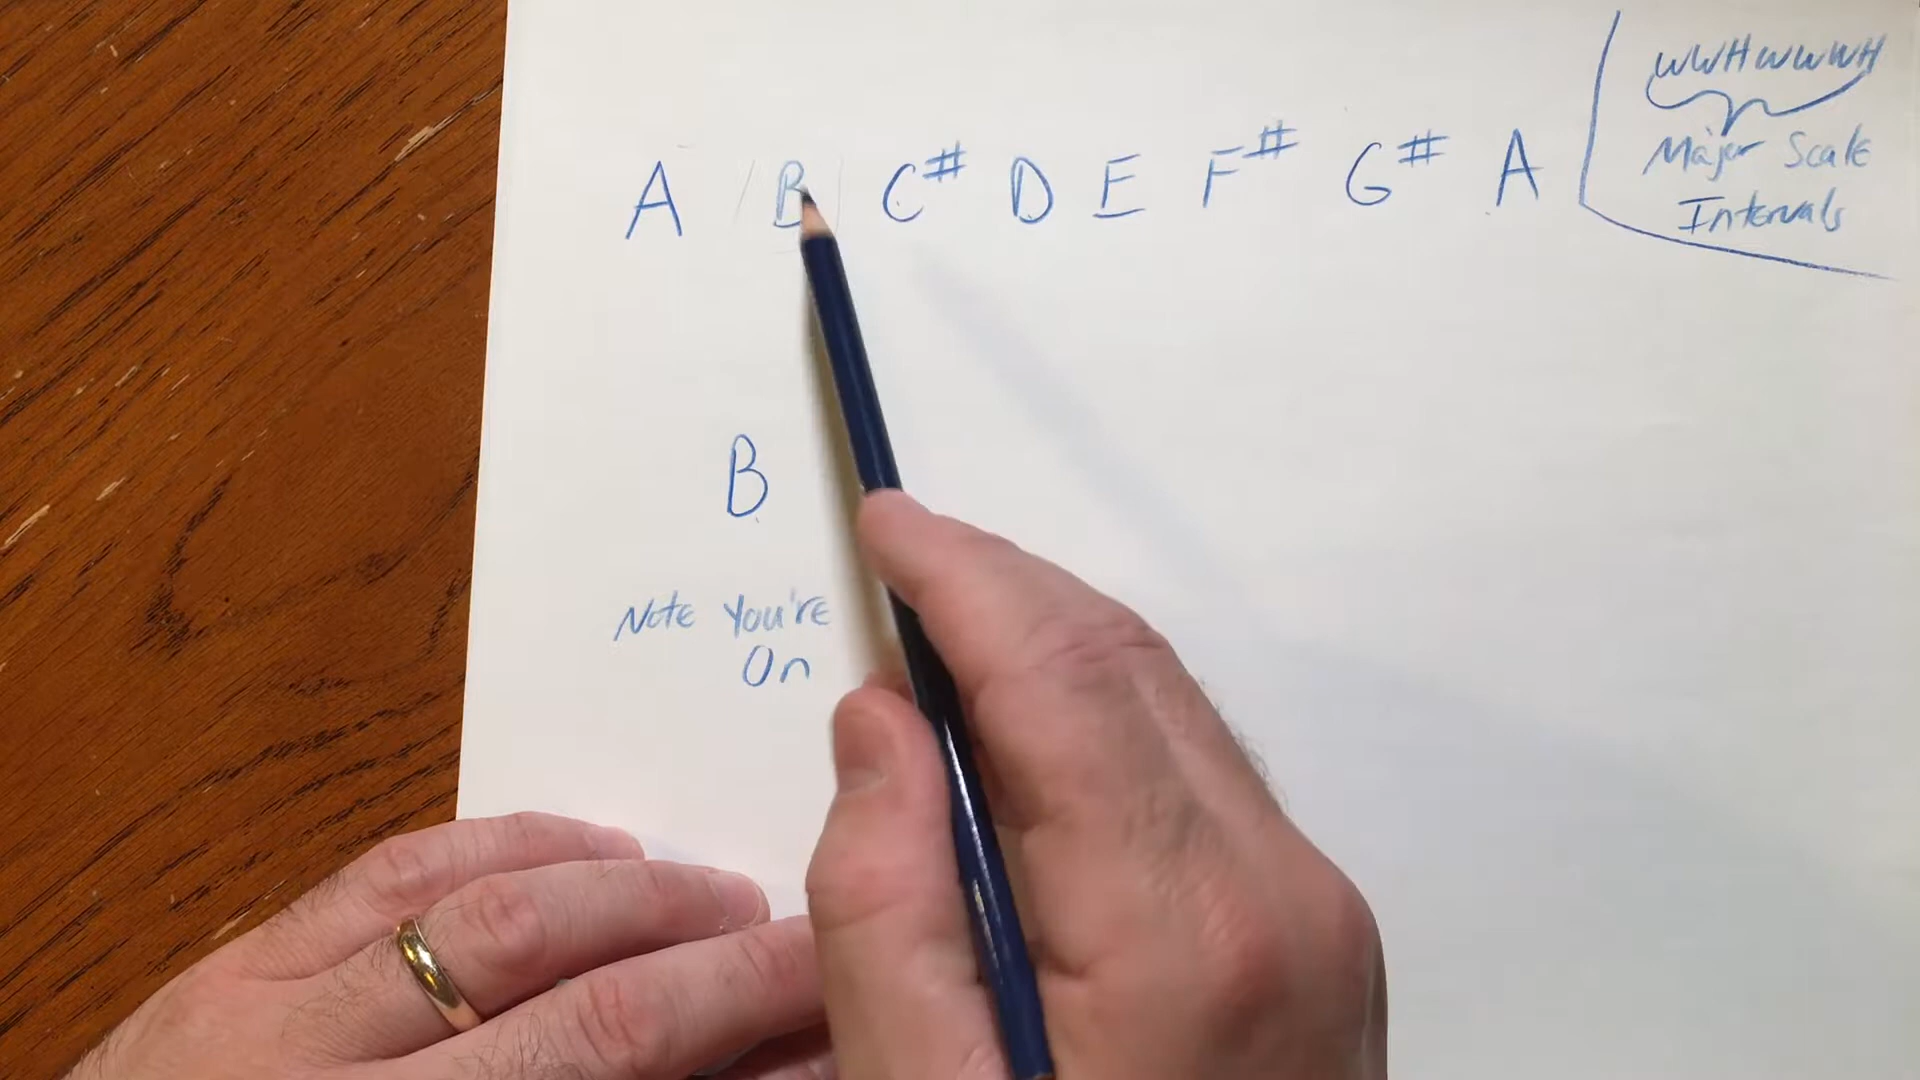 A B C# D E F# G# A
WWHWWWH
Major Scale
Intervals
B
Note You're
On